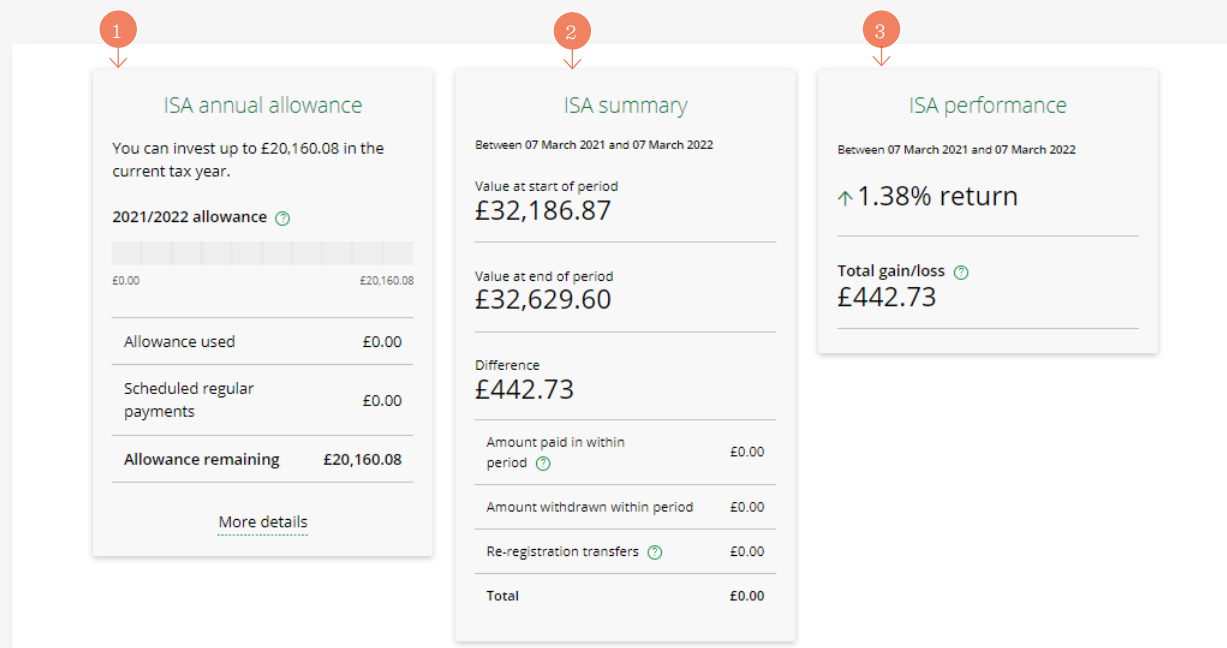 1
2
3
ISA annual allowance
You can invest up to £20,160.08 in the
current tax year.
2021/2022 allowance ?
£0.00 £20,160.08
Allowance used £0.00
Scheduled regular
payments £0.00
Allowance remaining £20,160.08
More details
ISA summary
Between 07 March 2021 and 07 March 2022
Value at start of period
£32,186.87
Value at end of period
£32,629.60
Difference
£442.73
Amount paid in within
period ? £0.00
Amount withdrawn within period £0.00
Re-registration transfers ? £0.00
Total £0.00
ISA performance
Between 07 March 2021 and 07 March 2022
↑1.38% return
Total gain/loss ?
£442.73